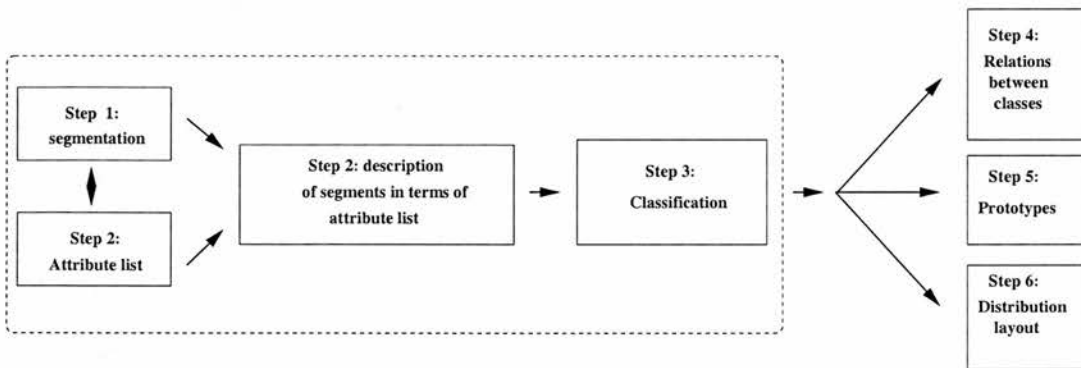 Step 1:
segmentation
Step 2:
Attribute list
Step 2: description
of segments in terms of
attribute list
Step 3:
Classification
Step 4:
Relations
between
classes
Step 5:
Prototypes
Step 6:
Distribution
layout